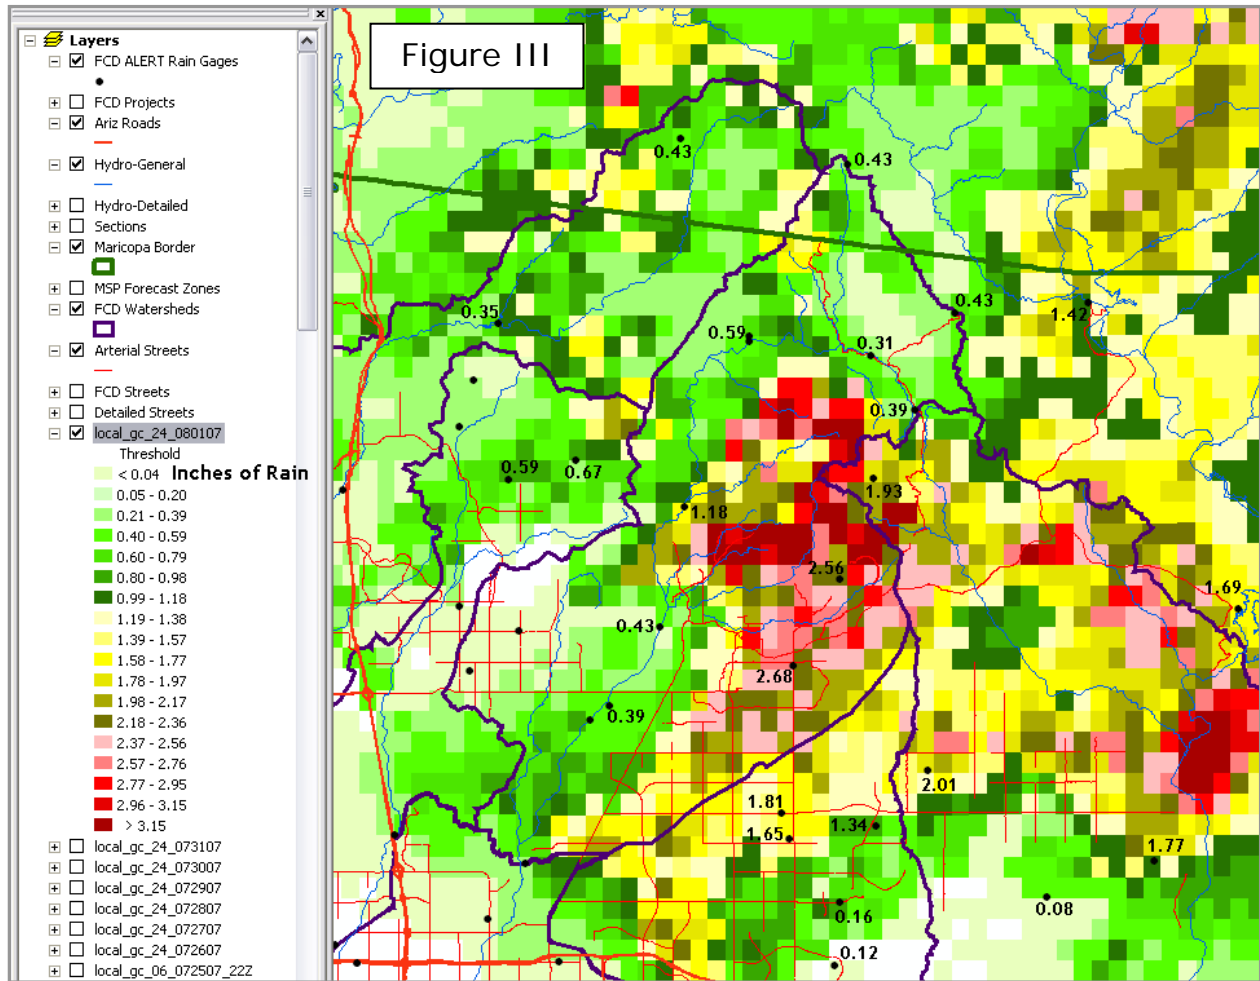 x
Layers
FCD ALERT Rain Gages
FCD Projects
Ariz Roads
Hydro-General
Hydro-Detailed
Sections
Maricopa Border
MSP Forecast Zones
FCD Watersheds
Arterial Streets
FCD Streets
Detailed Streets
local_gc_24_080107
Threshold
< 0.04 Inches of Rain
0.05 - 0.20
0.21 - 0.39
0.40 - 0.59
0.60 - 0.79
0.80 - 0.98
0.99 - 1.18
1.19 - 1.38
1.39 - 1.57
1.58 - 1.77
1.78 - 1.97
1.98 - 2.17
2.18 - 2.36
2.37 - 2.56
2.57 - 2.76
2.77 - 2.95
2.96 - 3.15
> 3.15
local_gc_24_073107
local_gc_24_073007
local_gc_24_072907
local_gc_24_072807
local_gc_24_072707
local_gc_24_072607
local_gc_06_072507_22Z
Figure III
0.43
0.43
0.35
0.43
1.42
0.59
0.31
0.39
0.67
0.59
1.93
1.18
2.56
1.69
0.43
2.68
0.39
2.01
1.81
1.34
1.65
1.77
0.16
0.08
0.12